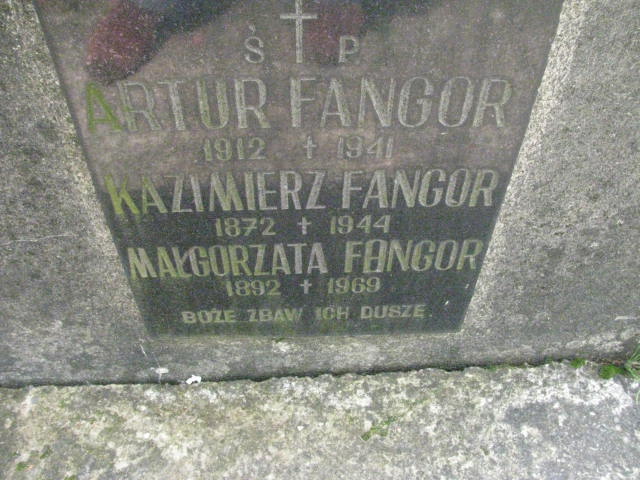 Ś P
ARTUR FANGOR
1912 † 1941
KAZIMIERZ FANGOR
1872 † 1944
MAŁGORZATA FANGOR
1892 † 1969
BOŻE ZBAW ICH DUSZE